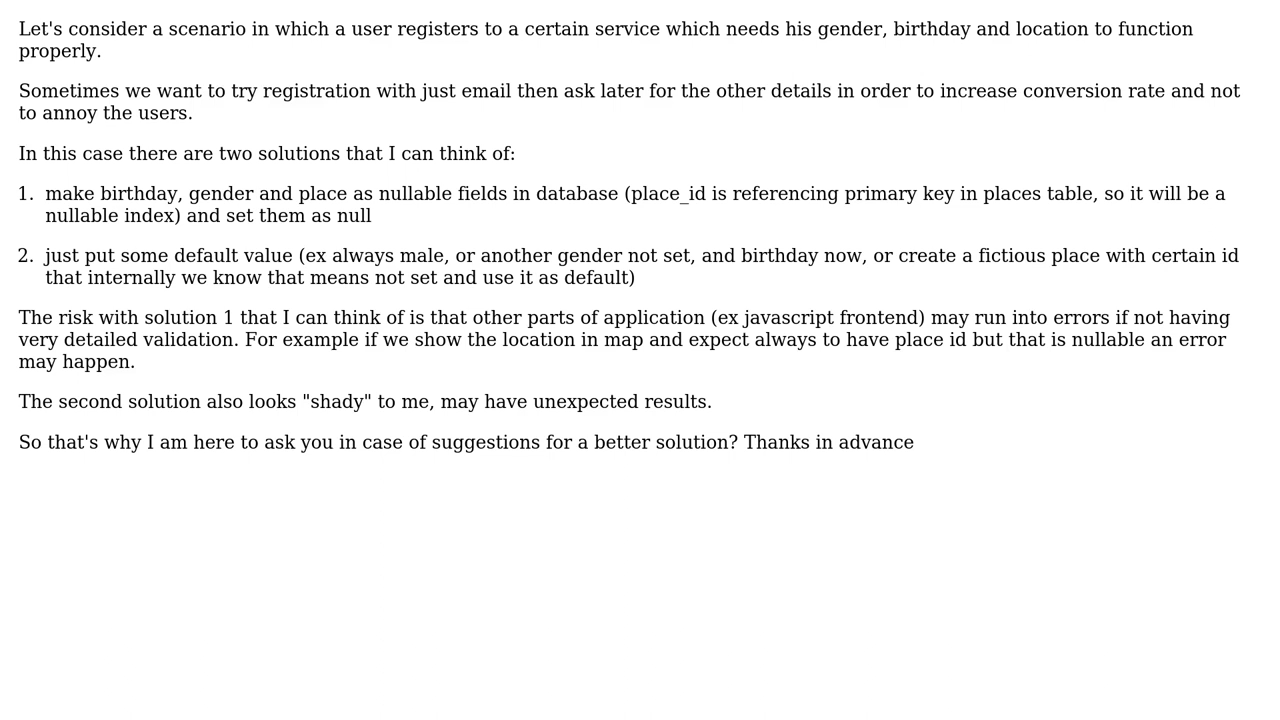 Let's consider a scenario in which a user registers to a certain service which needs his gender, birthday and location to function
properly.
Sometimes we want to try registration with just email then ask later for the other details in order to increase conversion rate and not
to annoy the users.
In this case there are two solutions that I can think of:
1. make birthday, gender and place as nullable fields in database (place_id is referencing primary key in places table, so it will be a
nullable index) and set them as null
2. just put some default value (ex always male, or another gender not set, and birthday now, or create a fictious place with certain id
that internally we know that means not set and use it as default)
The risk with solution 1 that I can think of is that other parts of application (ex javascript frontend) may run into errors if not having
very detailed validation. For example if we show the location in map and expect always to have place id but that is nullable an error
may happen.
The second solution also looks "shady" to me, may have unexpected results.
So that's why I am here to ask you in case of suggestions for a better solution? Thanks in advance